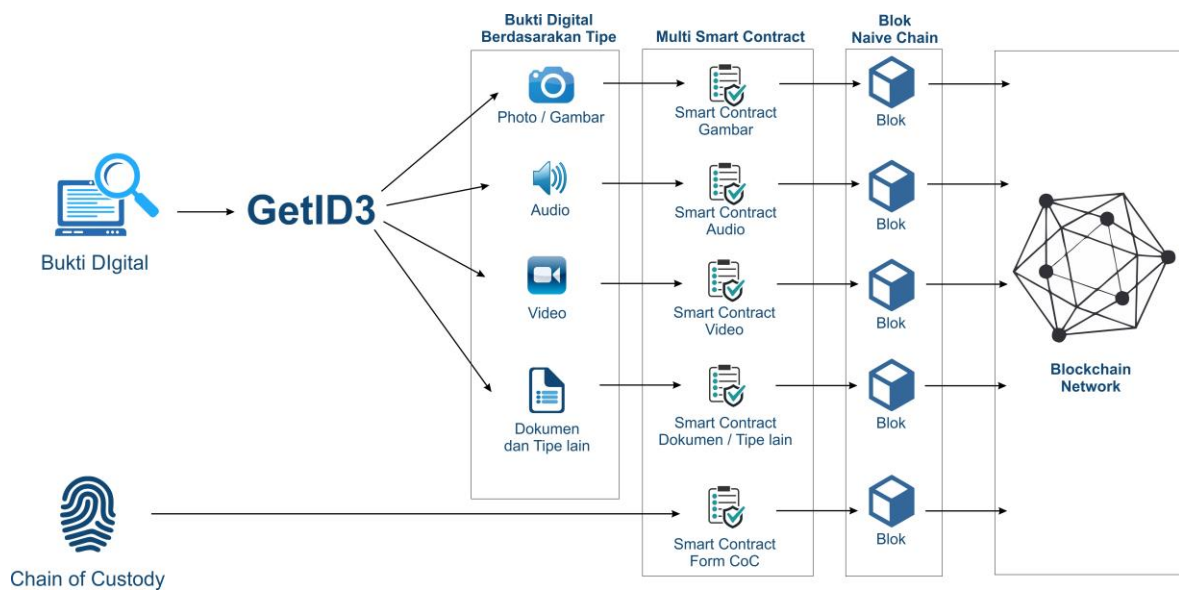 Bukti Digital
Berdasarakan Tipe
Multi Smart Contract
Blok
Naive Chain
Photo / Gambar
Smart Contract
Gambar
Blok
Bukti DIgital
GetID3
Audio
Smart Contract
Audio
Blok
Video
Smart Contract
Video
Blok
Blockchain
Network
Dokumen
dan Tipe lain
Smart Contract
Dokumen / Tipe lain
Blok
Chain of Custody
Smart Contract
Form CoC
Blok